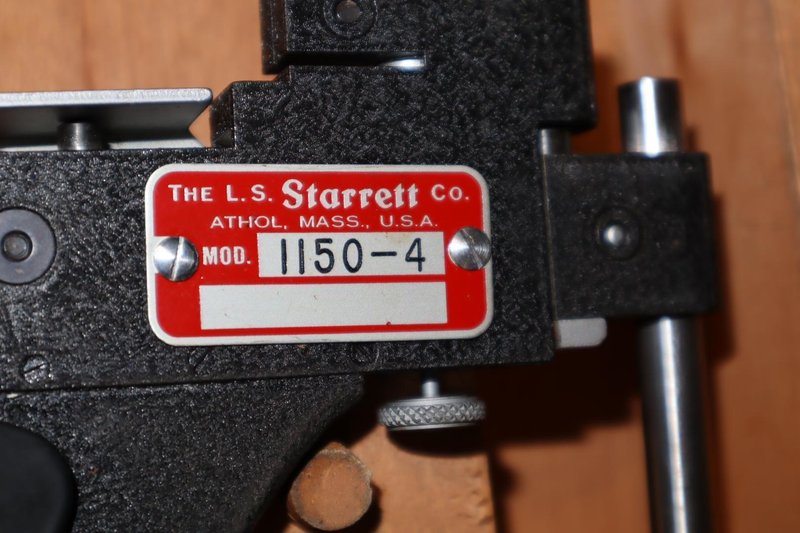 THE L.S. Starrett CO.
ATHOL, MASS., U.S.A.
MOD. 1150-4